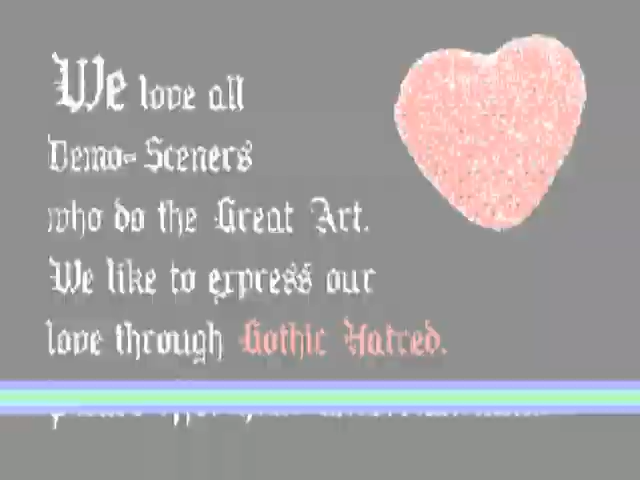 We love all
Demo-Sceners
who do the Great Art.
We like to express our
love through Gothic Hatred.